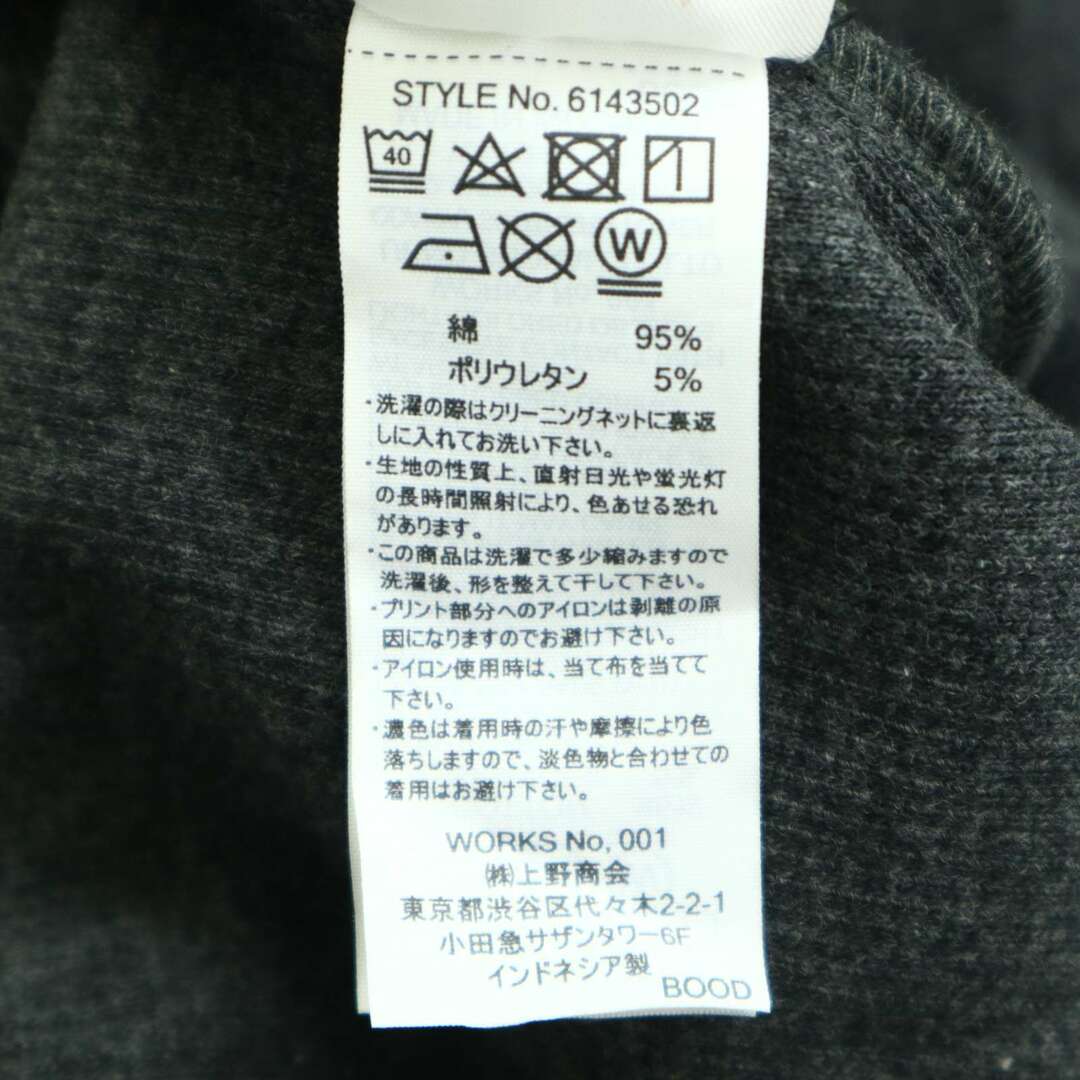 STYLE No. 6143502
40
W
綿 95%
ポリウレタン 5%
・洗濯の際はクリーニングネットに裏返
しに入れてお洗い下さい。
・生地の性質上、直射日光や蛍光灯
の長時間照射により、色あせる恐れ
があります。
・この商品は洗濯で多少縮みますので
洗濯後、形を整えて干して下さい。
・プリント部分へのアイロンは剥離の原
因になりますのでお避け下さい。
・アイロン使用時は、当て布を当てて
下さい。
・濃色は着用時の汗や摩擦により色
落ちしますので、淡色物と合わせての
着用はお避け下さい。
WORKS No, 001
㈱上野商会
東京都渋谷区代々木2-2-1
小田急サザンタワー6F
インドネシア製
BOOD